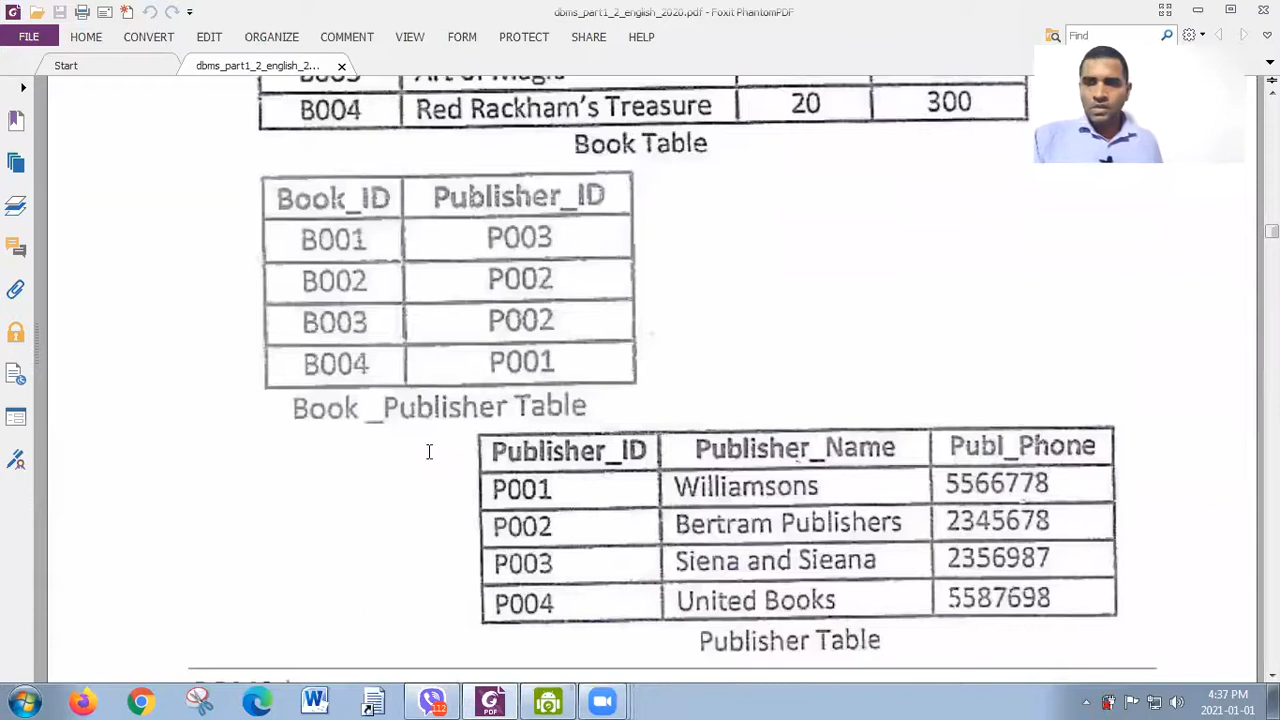 dbms_part1_2_english_2020.pdf - Foxit PhantomPDF
FILE HOME CONVERT EDIT ORGANIZE COMMENT VIEW FORM PROTECT SHARE HELP
Find
Start dbms_part1_2_english_2...
B004 Red Rackham's Treasure 20 300
Book Table
Book_ID Publisher_ID
B001 P003
B002 P002
B003 P002
B004 P001
Book _Publisher Table
Publisher_ID Publisher_Name Publ_Phone
P001 Williamsons 5566778
P002 Bertram Publishers 2345678
P003 Siena and Sieana 2356987
P004 United Books 5587698
Publisher Table
112
PDF
4:37 PM
2021-01-01